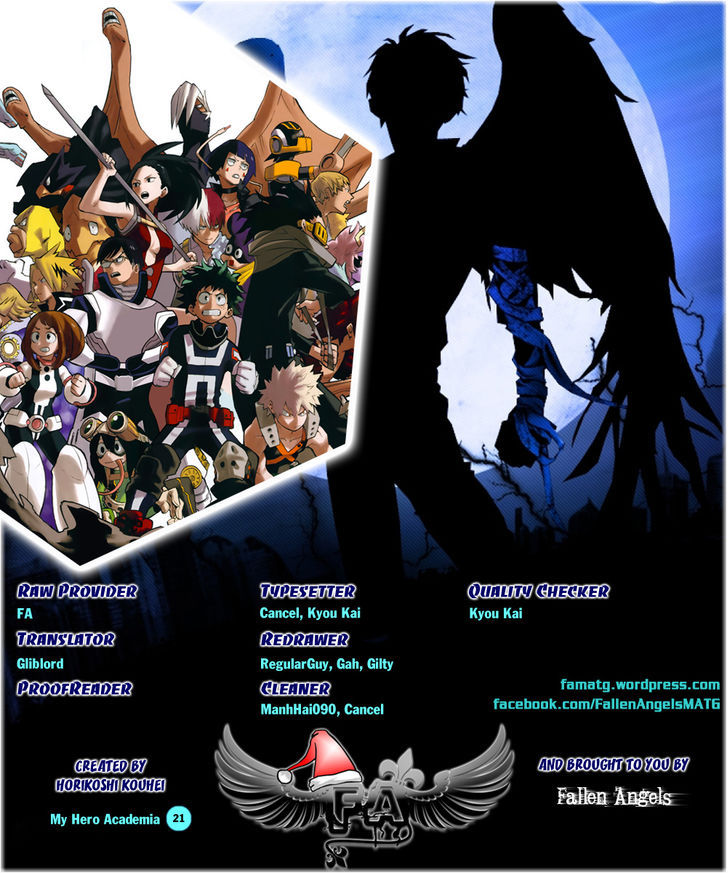 Raw Provider
FA
Translator
Gliblord
ProofReader
Typesetter
Cancel, Kyou Kai
Redrawer
RegularGuy, Gah, Gilty
Cleaner
ManhHai090, Cancel
Quality Checker
Kyou Kai
famatg.wordpress.com
facebook.com/FallenAngelsMATG
CREATED BY
HORIKOSHI KOUHEI
My Hero Academia 21
FA
AND BROUGHT TO YOU BY
Fallen Angels